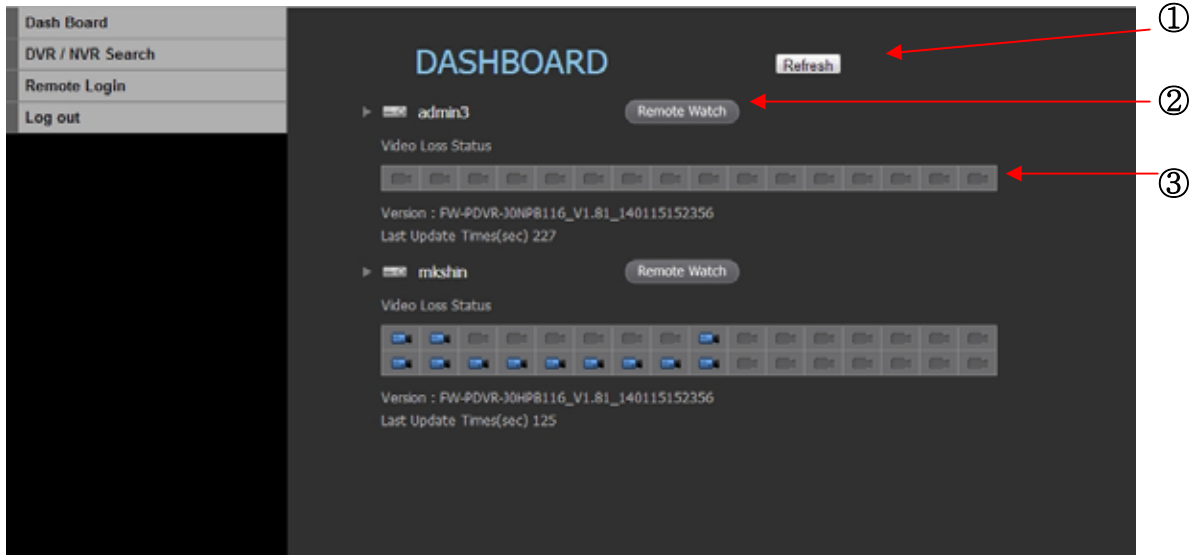 Dash Board
DVR / NVR Search
Remote Login
Log out
DASHBOARD
Refresh
①
admin3
Remote Watch
②
Video Loss Status
③
Version : FW-PDVR-J0NPB116_V1.81_140115152356
Last Update Times(sec) 227
mkshin
Remote Watch
Video Loss Status
Version : FW-PDVR-J0HPB116_V1.81_140115152356
Last Update Times(sec) 125